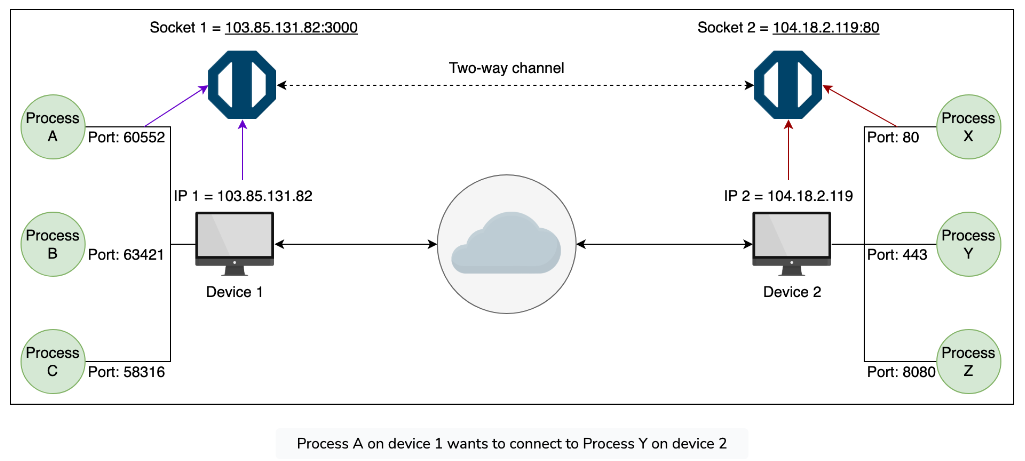 Socket 1 = 103.85.131.82:3000
Socket 2 = 104.18.2.119:80
Two-way channel
Process
A
Port: 60552
Port: 80
Process
X
IP 1 = 103.85.131.82
IP 2 = 104.18.2.119
Process
B
Port: 63421
Port: 443
Process
Y
Device 1
Device 2
Process
C
Port: 58316
Port: 8080
Process
Z
Process A on device 1 wants to connect to Process Y on device 2